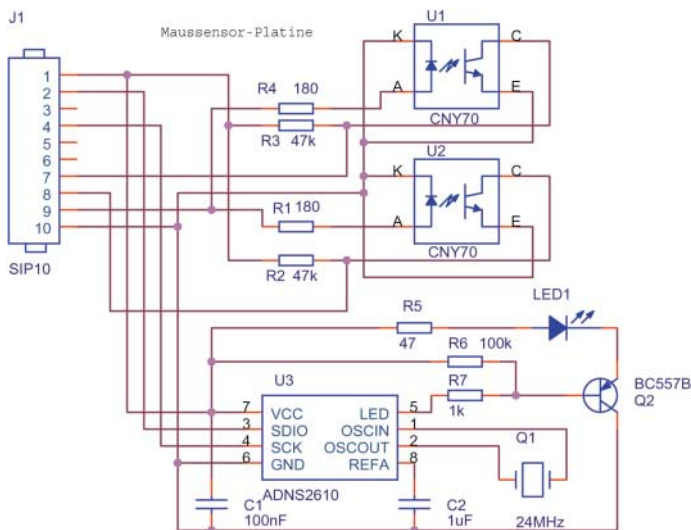 J1
Maussensor-Platine
U1
1
2
3
4
5
6
7
8
9
10
SIP10
R4 180
R3 47k
K C
A E
CNY70
U2
R1 180
R2 47k
K C
A E
CNY70
LED1
R5
47
R6 100k
R7
1k
BC557B
Q2
U3
7 VCC LED 5
3 SDIO OSCIN 1
4 SCK OSCOUT 2
6 GND REFA 8
ADNS2610
Q1
24MHz
C1
100nF
C2
1uF